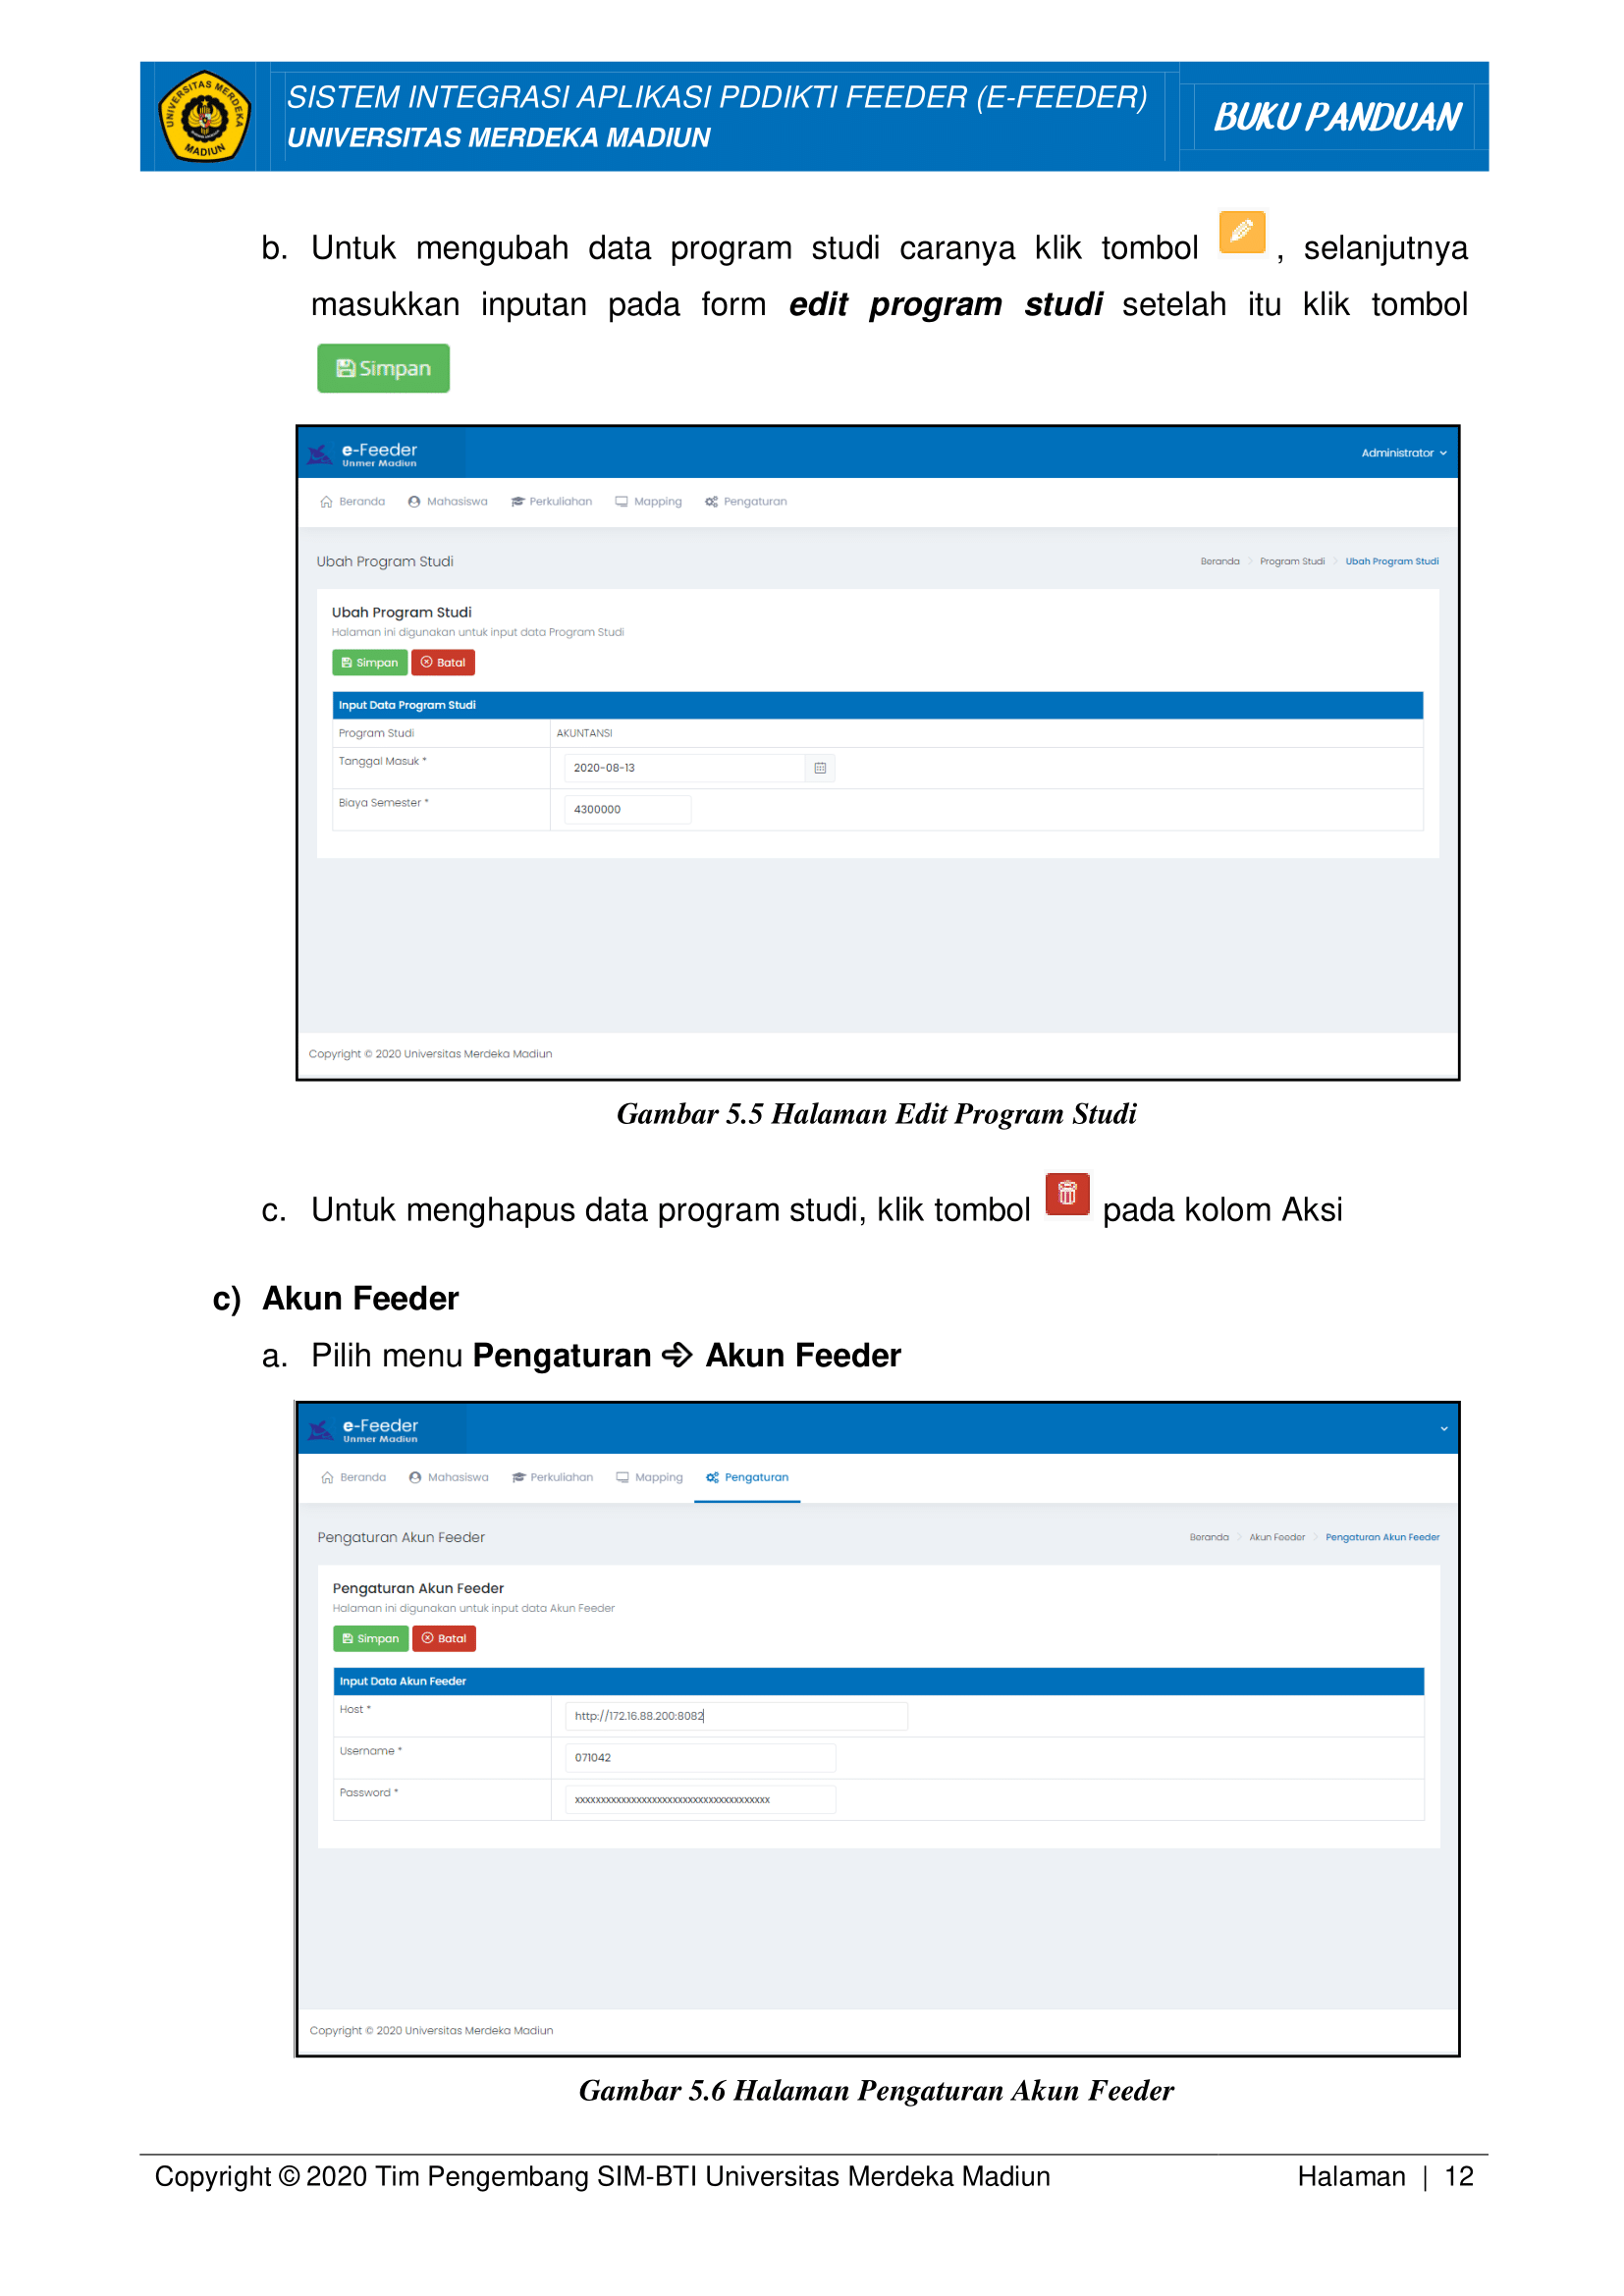 UNIVERSITAS MERDEKA
MADIUN
SISTEM INTEGRASI APLIKASI PDDIKTI FEEDER (E-FEEDER)
UNIVERSITAS MERDEKA MADIUN
BUKU PANDUAN
b. Untuk mengubah data program studi caranya klik tombol , selanjutnya
masukkan inputan pada form edit program studi setelah itu klik tombol
Simpan
e-Feeder
Unmer Madiun
Administrator
Beranda Mahasiswa Perkuliahan Mapping Pengaturan
Ubah Program Studi
Beranda > Program Studi > Ubah Program Studi
Ubah Program Studi
Halaman ini digunakan untuk input data Program Studi
Simpan Batal
Input Data Program Studi
Program Studi AKUNTANSI
Tanggal Masuk * 2020-08-13
Biaya Semester * 4300000
Copyright © 2020 Universitas Merdeka Madiun
Gambar 5.5 Halaman Edit Program Studi
c. Untuk menghapus data program studi, klik tombol pada kolom Aksi
c) Akun Feeder
a. Pilih menu Pengaturan ➩ Akun Feeder
e-Feeder
Unmer Madiun
Beranda Mahasiswa Perkuliahan Mapping Pengaturan
Pengaturan Akun Feeder
Beranda > Akun Feeder > Pengaturan Akun Feeder
Pengaturan Akun Feeder
Halaman ini digunakan untuk input data Akun Feeder
Simpan Batal
Input Data Akun Feeder
Host * http://172.16.88.200:8082
Username * 071042
Password * xxxxxxxxxxxxxxxxxxxxxxxxxxxxxxxxxxxxxx
Copyright © 2020 Universitas Merdeka Madiun
Gambar 5.6 Halaman Pengaturan Akun Feeder
Copyright © 2020 Tim Pengembang SIM-BTI Universitas Merdeka Madiun
Halaman | 12